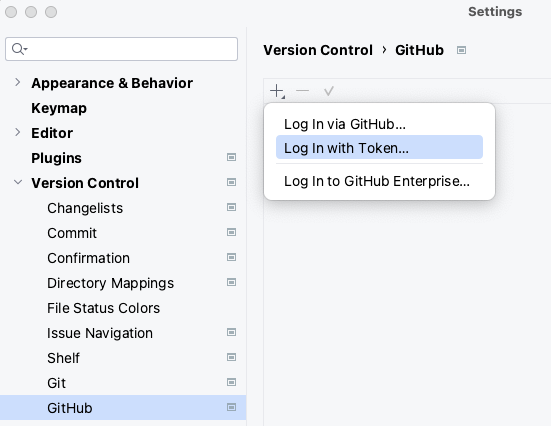 Settings
Version Control › GitHub
Appearance & Behavior
Keymap
Editor
Plugins
Version Control
Changelists
Commit
Confirmation
Directory Mappings
File Status Colors
Issue Navigation
Shelf
Git
GitHub
Log In via GitHub...
Log In with Token...
Log In to GitHub Enterprise...